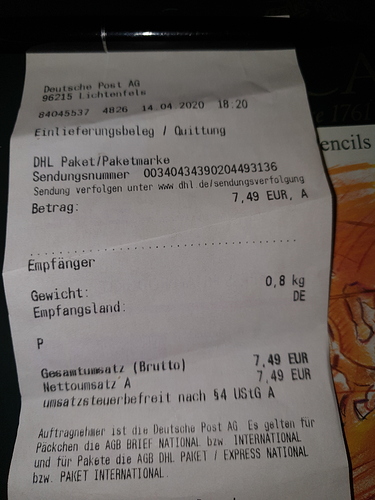 Deutsche Post AG
96215 Lichtenfels
84045537 4826 14.04.2020 18:20
Einlieferungsbeleg / Quittung
DHL Paket/Paketmarke
Sendungsnummer 00340434390204493136
Sendung verfolgen unter www.dhl.de/sendungsverfolgung
Betrag: 7,49 EUR, A
Empfänger
Gewicht: 0,8 kg
Empfangsland: DE
P
Gesamtumsatz (Brutto) 7,49 EUR
Nettoumsatz A 7,49 EUR
umsatzsteuerbefreit nach §4 UStG A
Auftragnehmer ist die Deutsche Post AG Es gelten für
Päckchen die AGB BRIEF NATIONAL bzw. INTERNATIONAL
und für Pakete die AGB DHL PAKET / EXPRESS NATIONAL
bzw. PAKET INTERNATIONAL.
encils